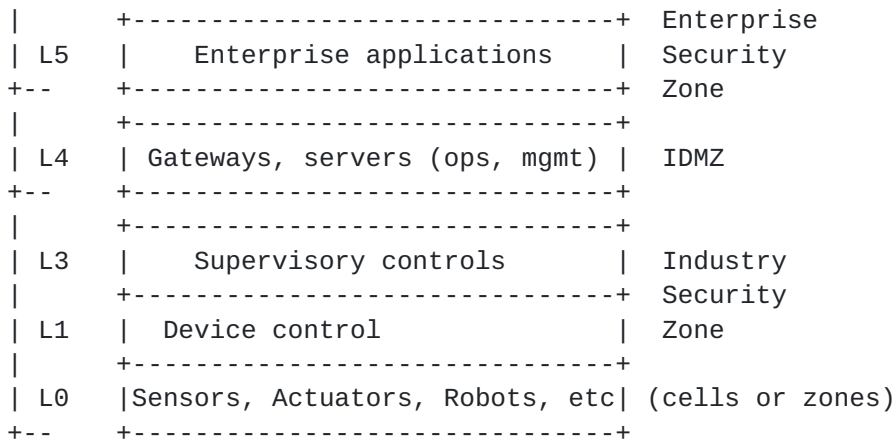 |      +-------------------------------+  Enterprise
| L5   |    Enterprise applications    |  Security
+--    +-------------------------------+  Zone
|      +-------------------------------+
| L4   | Gateways, servers (ops, mgmt) |  IDMZ
+--    +-------------------------------+
|      +-------------------------------+
| L3   |    Supervisory controls       |  Industry
|      +-------------------------------+  Security
| L1   |  Device control               |  Zone
|      +-------------------------------+
| L0   |Sensors, Actuators, Robots, etc| (cells or zones)
+--    +-------------------------------+